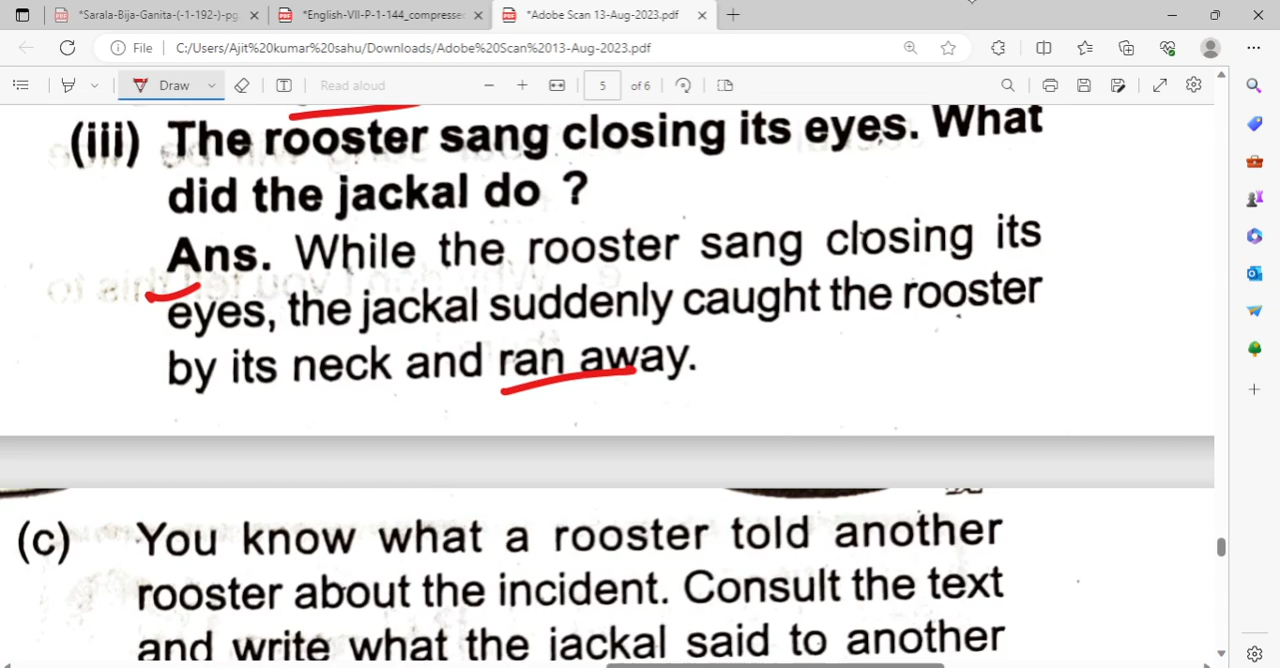 *Sarala-Bija-Ganita-(-1-192-)-pg
*English-VII-P-1-144_compressec
*Adobe Scan 13-Aug-2023.pdf
File
C:/Users/Ajit%20kumar%20sahu/Downloads/Adobe%20Scan%2013-Aug-2023.pdf
Draw
Read aloud
5
of 6
(iii) The rooster sang closing its eyes. What
did the jackal do ?
Ans. While the rooster sang closing its
eyes, the jackal suddenly caught the rooster
by its neck and ran away.
(c) You know what a rooster told another
rooster about the incident. Consult the text
and write what the jackal said to another